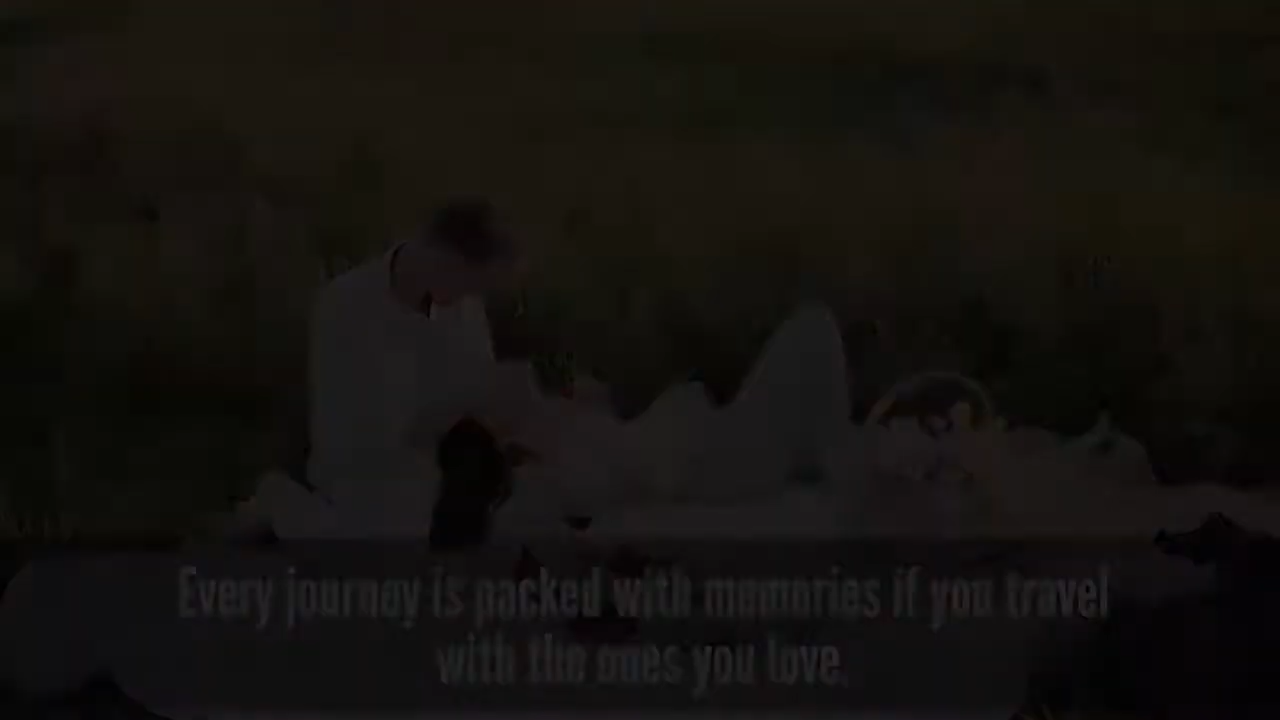 Every journey is packed with memories if you travel
with the ones you love.